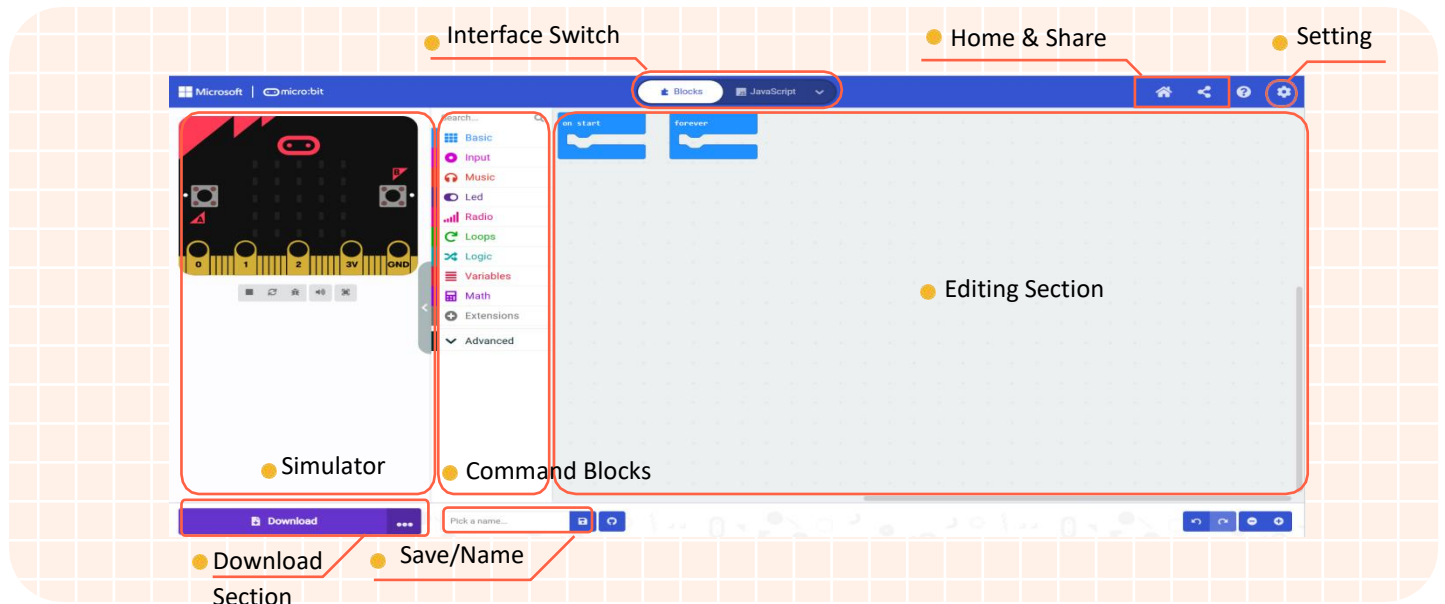 Interface Switch
Home & Share
Setting
Microsoft | micro:bit
Blocks
JavaScript
Search...
on start
forever
Basic
Input
Music
Led
Radio
Loops
Logic
Variables
Math
Extensions
Advanced
B
A
0 1 2 3V GND
Editing Section
Simulator
Command Blocks
Download
Pick a name...
Download
Section
Save/Name